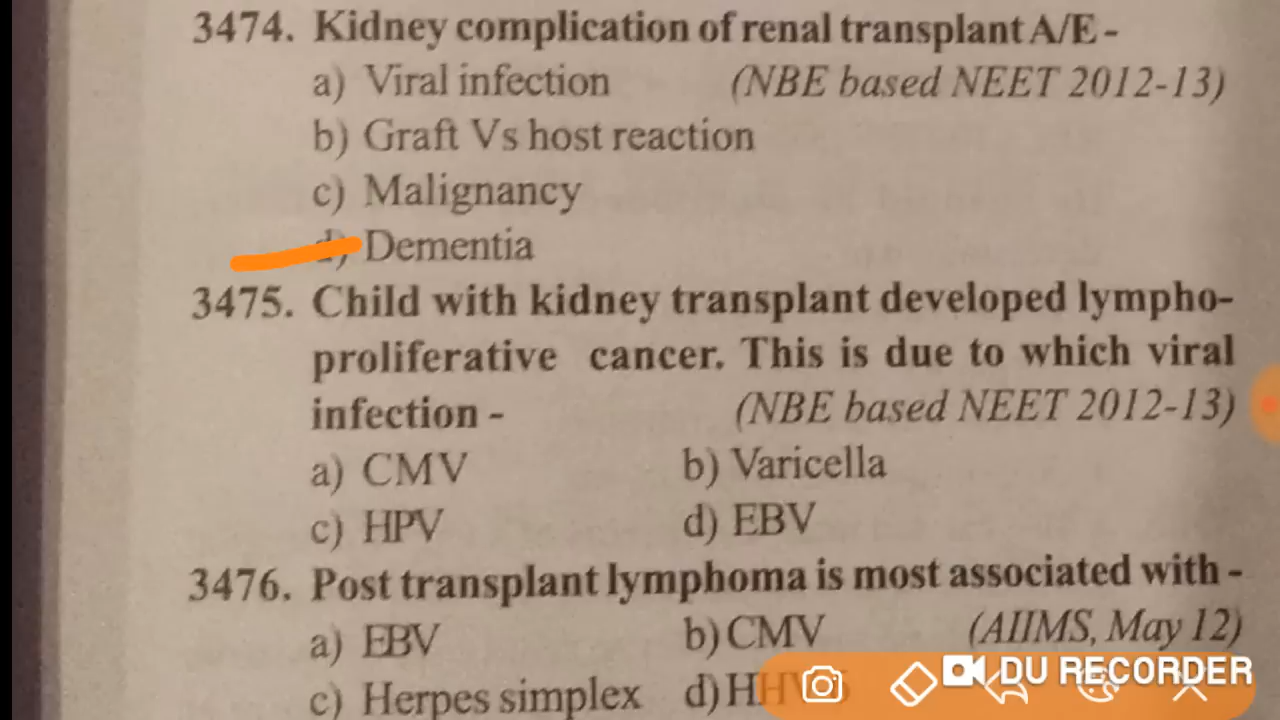 3474. Kidney complication of renal transplant A/E -
a) Viral infection (NBE based NEET 2012-13)
b) Graft Vs host reaction
c) Malignancy
d) Dementia
3475. Child with kidney transplant developed lympho-
proliferative cancer. This is due to which viral
infection - (NBE based NEET 2012-13)
a) CMV b) Varicella
c) HPV d) EBV
3476. Post transplant lymphoma is most associated with -
a) EBV b) CMV (AIIMS, May 12)
c) Herpes simplex d)
DU RECORDER